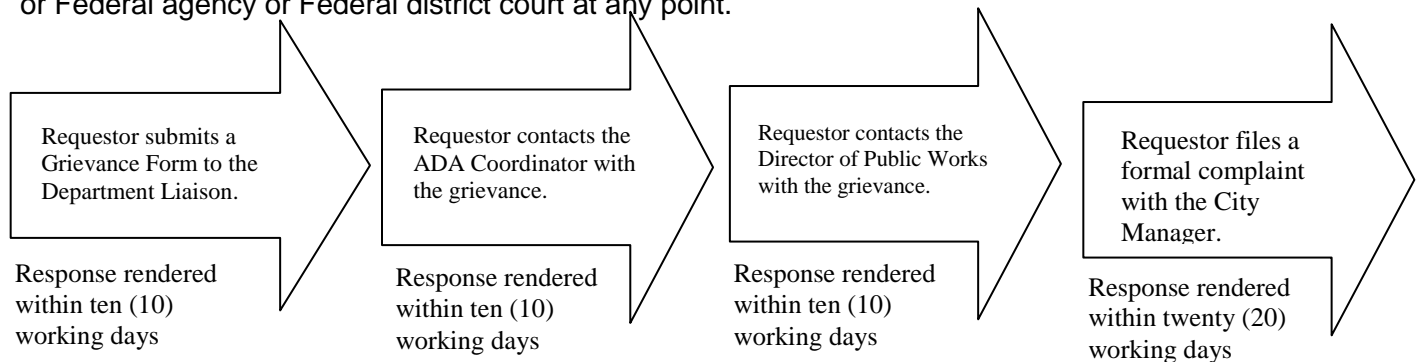 or Federal agency or Federal district court at any point.
Requestor submits a
Grievance Form to the
Department Liaison.
Response rendered
within ten (10)
working days
Requestor contacts the
ADA Coordinator with
the grievance.
Response rendered
within ten (10)
working days
Requestor contacts the
Director of Public Works
with the grievance.
Response rendered
within ten (10)
working days
Requestor files a
formal complaint
with the City
Manager.
Response rendered
within twenty (20)
working days